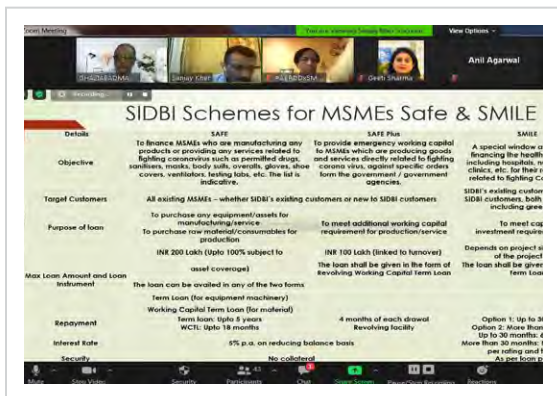 Zoom Meeting
View Options
GHAZIABADMA...
Sanjay Kher
Geeti Sharma
Anil Agarwal
Recording...
SIDBI Schemes for MSMEs Safe & SMILE
Details SAFE SAFE Plus SMILE
Objective
To finance MSMEs who are manufacturing any
products or providing any services related to
fighting coronavirus such as permitted drugs,
sanitisers, masks, body suits, overalls, gloves, shoe
covers, ventilators, testing labs, etc. The list is
indicative.
To provide emergency working capital
to MSMEs which are producing goods
and services directly related to fighting
corona virus, against specific orders
form the government / government
agencies.
A special window a
financing the health
including hospitals, n
clinics, etc. for their r
related to fighting C
Target Customers
All existing MSMEs – whether SIDBI's existing customers or new to SIDBI customers
SIDBI's existing custom
SIDBI customers, both
including gree
Purpose of loan
To purchase any equipment/assets for
manufacturing/service
To purchase raw material/consumables for
production
To meet additional working capital
requirement for production/service
To meet cap
investment require
Max Loan Amount and Loan
Instrument
INR 200 Lakh (Upto 100% subject to
asset coverage)
The loan can be availed in any of the two forms
Term Loan (for equipment machinery)
Working Capital Term Loan (for material)
INR 100 Lakh (linked to turnover)
The loan shall be given in the form of
Revolving Working Capital Term Loan
Depends on project si
of the project
The loan shall be given
term Loa
Repayment
Term loan: Upto 5 years
WCTL: Upto 18 months
4 months of each drawal
Revolving facility
Option 1: Up to 3
Option 2: More than
Interest Rate
5% p.a. on reducing balance basis
Up to 30 months: 
More than 30 months:
per rating and t
Security
No collateral
As per loan p
Mute
Stop Video
Security
Participants
43
Chat
Share Screen
Pause/Stop Recording
Reactions